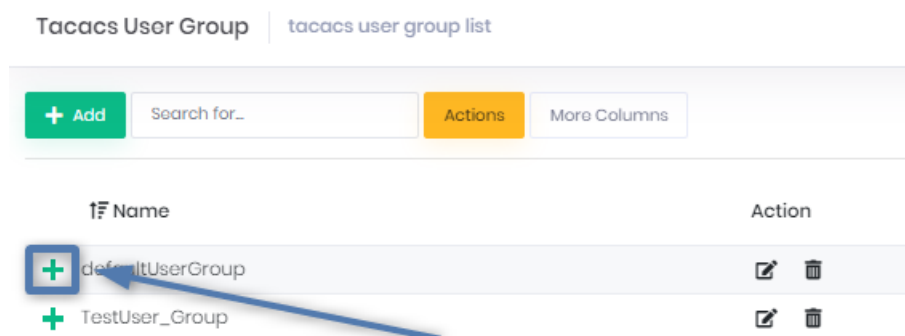 Tacacs User Group tacacs user group list
+ Add Search for... Actions More Columns
Name Action
defaultUserGroup
TestUser_Group